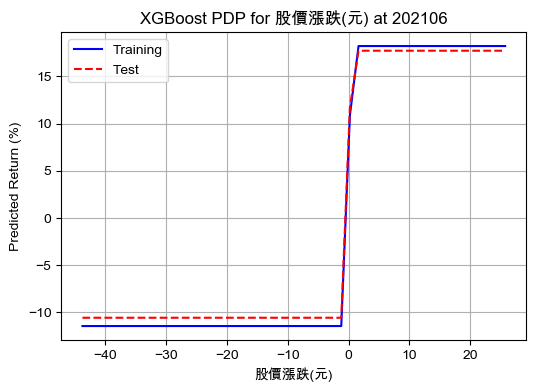 XGBoost PDP for 股價漲跌(元) at 202106
Training
Test
Predicted Return (%)
15
10
5
0
−5
−10
−40
−30
−20
−10
0
10
20
股價漲跌(元)